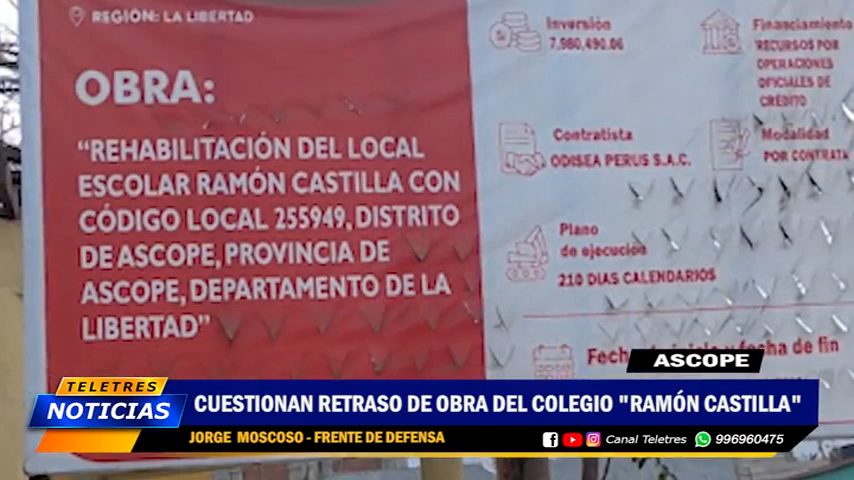 REGIÓN: LA LIBERTAD
OBRA:
"REHABILITACIÓN DEL LOCAL
ESCOLAR RAMÓN CASTILLA CON
CÓDIGO LOCAL 255949, DISTRITO
DE ASCOPE, PROVINCIA DE
ASCOPE, DEPARTAMENTO DE LA
LIBERTAD"
Inversión
7,980,490.06
Financiamiento
RECURSOS POR
OPERACIONES
OFICIALES DE
CRÉDITO
Contratista
ODISEA PERUS S.A.C.
Modalidad
POR CONTRATA
Plano
de ejecución
210 DIAS CALENDARIOS
fecha de fin
ASCOPE
TELETRES
NOTICIAS
CUESTIONAN RETRASO DE OBRA DEL COLEGIO "RAMÓN CASTILLA"
JORGE MOSCOSO - FRENTE DE DEFENSA
Canal Teletres 996960475